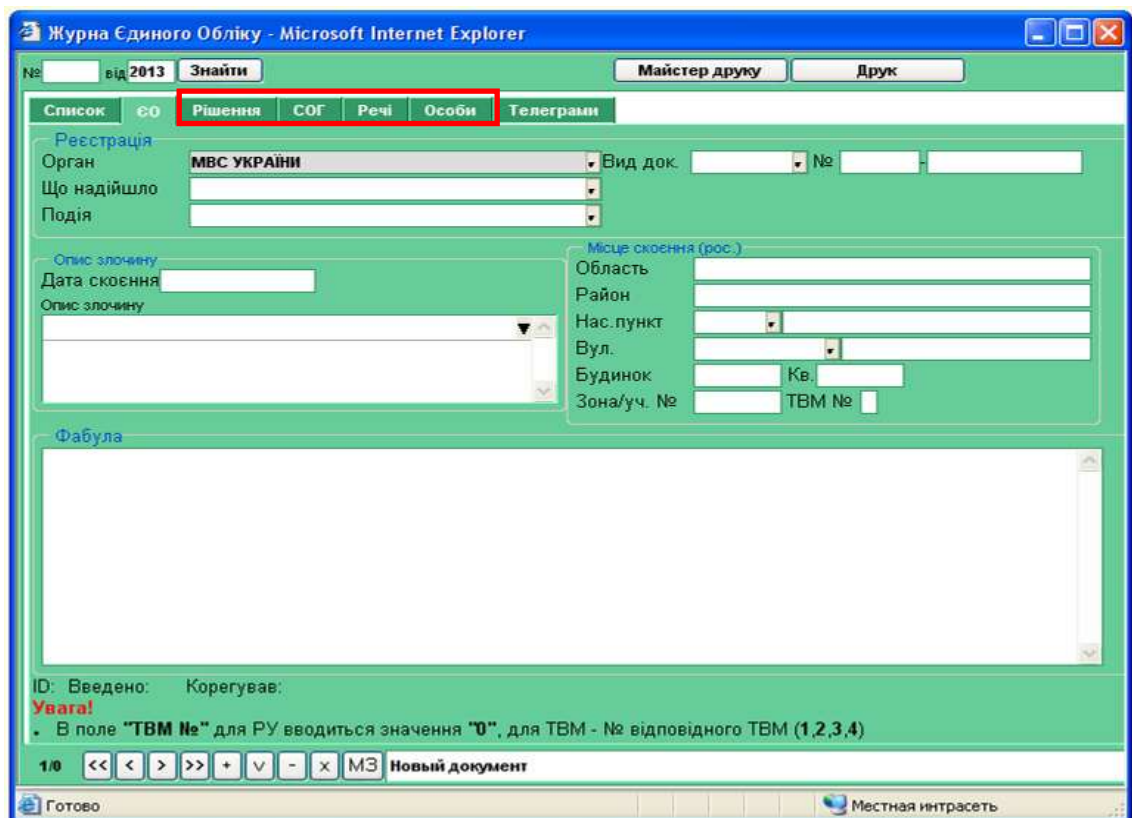 Журна Єдиного Обліку - Microsoft Internet Explorer
№ від 2013 Знайти Майстер друку Друк
Список ЄО Рішення СОГ Речі Особи Телеграми
Реєстрація
Орган МВС УКРАЇНИ Вид док. № -
Що надійшло
Подія
Опис злочину
Дата скоєння
Опис злочину
Місце скоєння (рос.)
Область
Район
Нас.пункт
Вул.
Будинок Кв.
Зона/уч. № ТВМ №
Фабула
ID: Введено: Корегував:
Увага!
. В поле "ТВМ №" для РУ вводиться значення "0", для ТВМ - № відповідного ТВМ (1,2,3,4)
1/0 << < > >> + v - x МЗ Новый документ
Готово Местная интрасеть